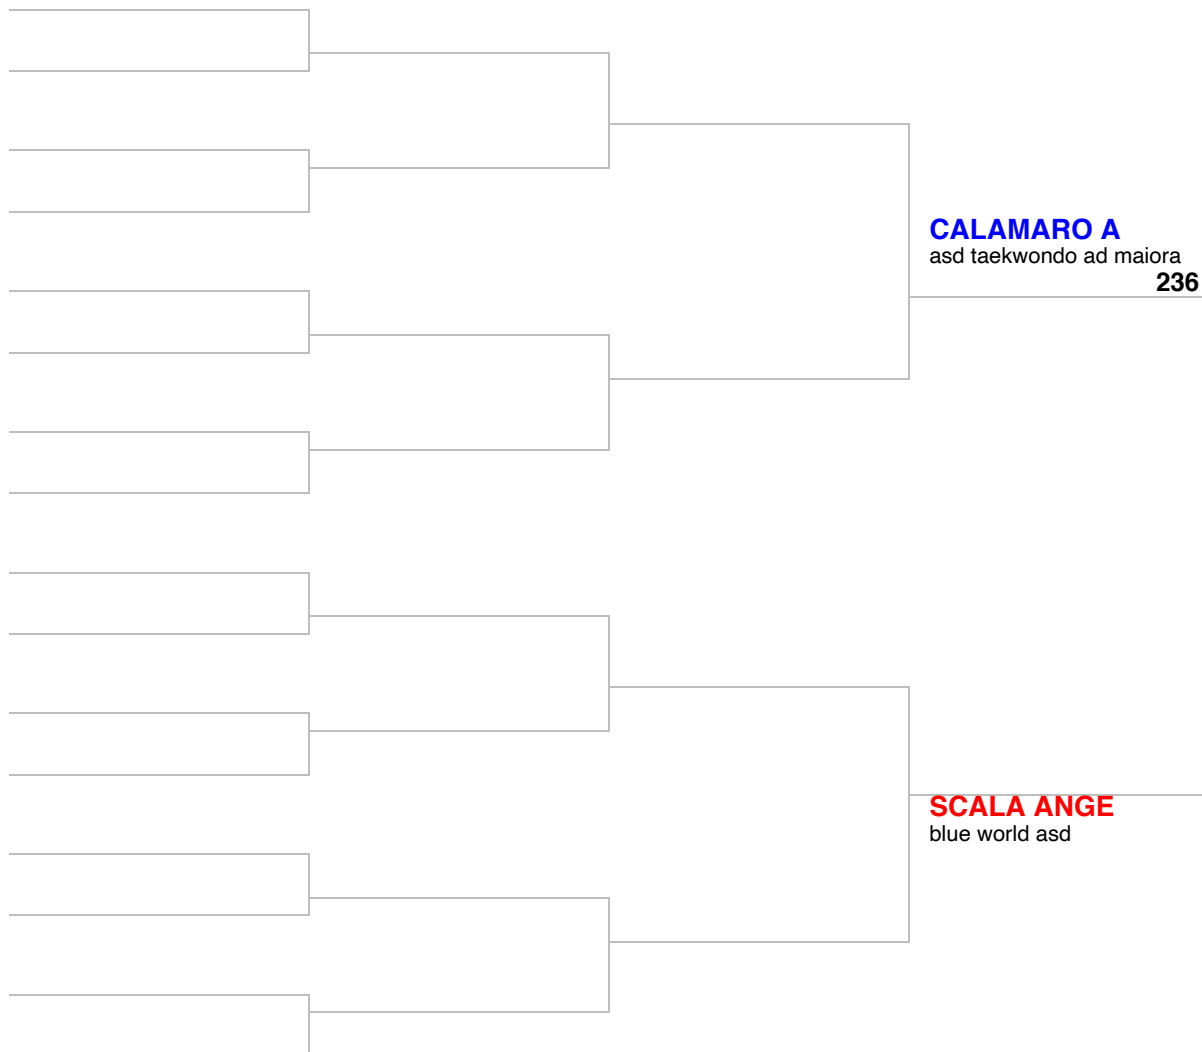 CALAMARO A
asd taekwondo ad maiora
236
SCALA ANGE
blue world asd